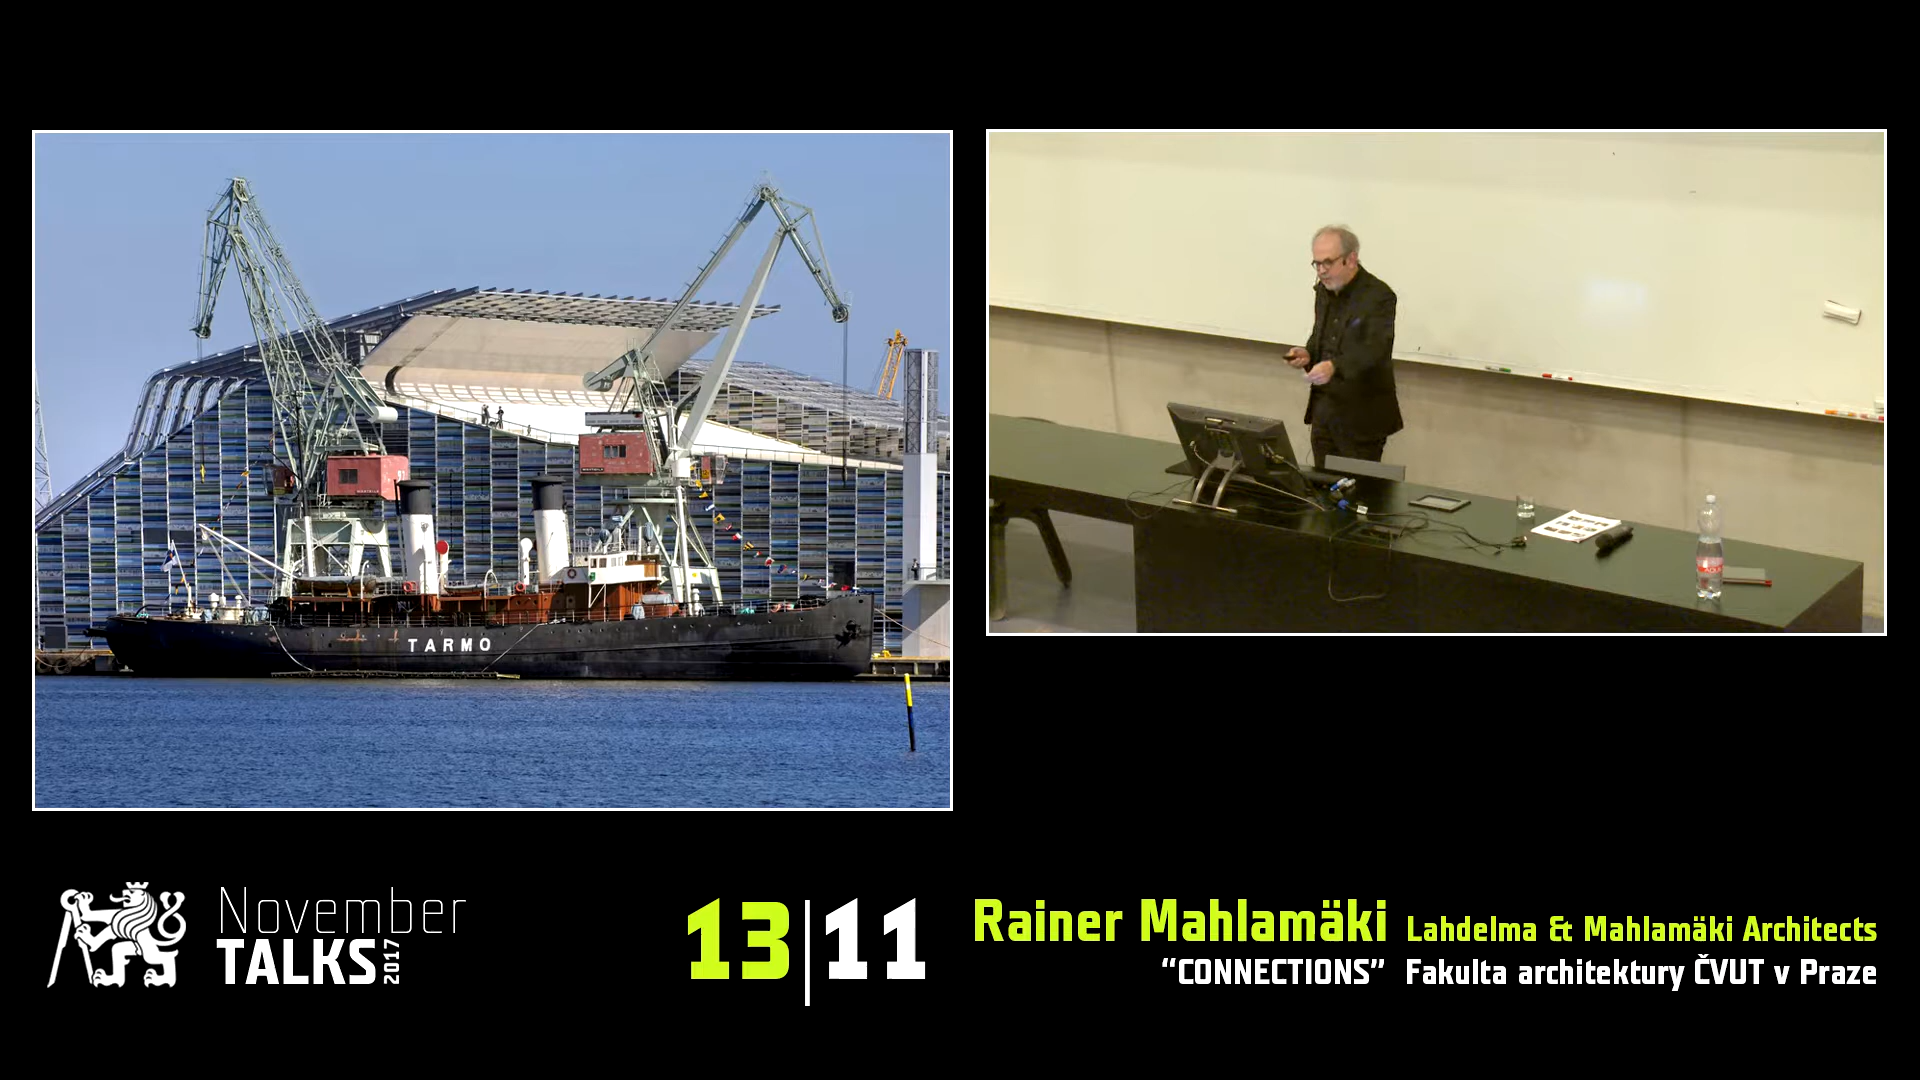 TARMO
November
TALKS 2017
13|11
Rainer Mahlamäki Lahdelma & Mahlamäki Architects
“CONNECTIONS” Fakulta architektury ČVUT v Praze